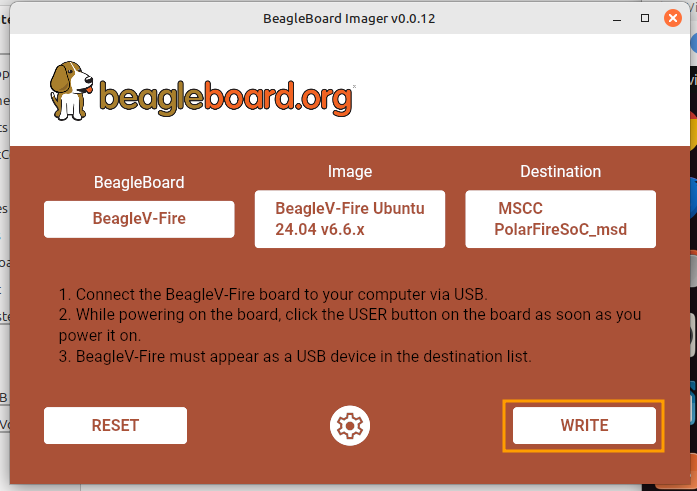 BeagleBoard Imager v0.0.12
beagleboard.org
BeagleBoard
Image
Destination
BeagleV-Fire
BeagleV-Fire Ubuntu
24.04 v6.6.x
MSCC
PolarFireSoC_msd
1. Connect the BeagleV-Fire board to your computer via USB.
2. While powering on the board, click the USER button on the board as soon as you
power it on.
3. BeagleV-Fire must appear as a USB device in the destination list.
RESET
WRITE